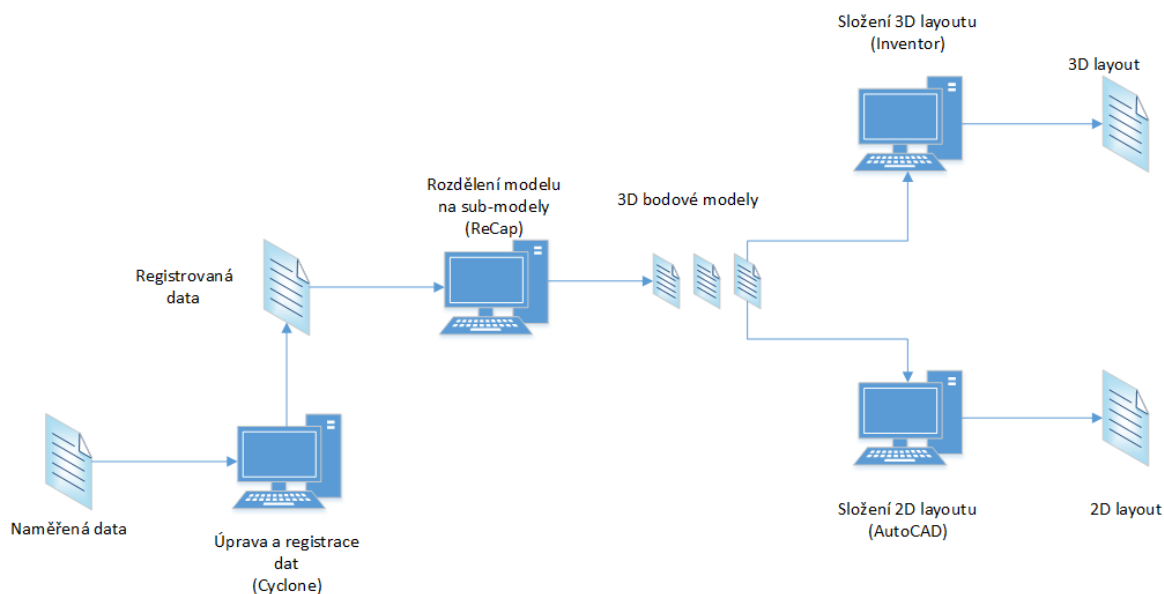 Naměřená data
Úprava a registrace
dat
(Cyclone)
Registrovaná
data
Rozdělení modelu
na sub-modely
(ReCap)
3D bodové modely
Složení 3D layoutu
(Inventor)
3D layout
Složení 2D layoutu
(AutoCAD)
2D layout